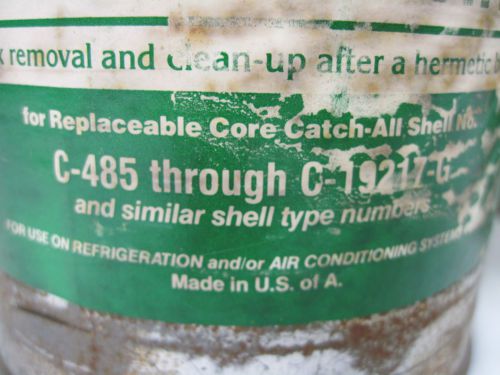 removal and clean-up after a hermetic
for Replaceable Core Catch-All Shell No.
C-485 through C-19217-G
and similar shell type numbers
FOR USE ON REFRIGERATION and/or AIR CONDITIONING SYSTEMS
Made in U.S. of A.